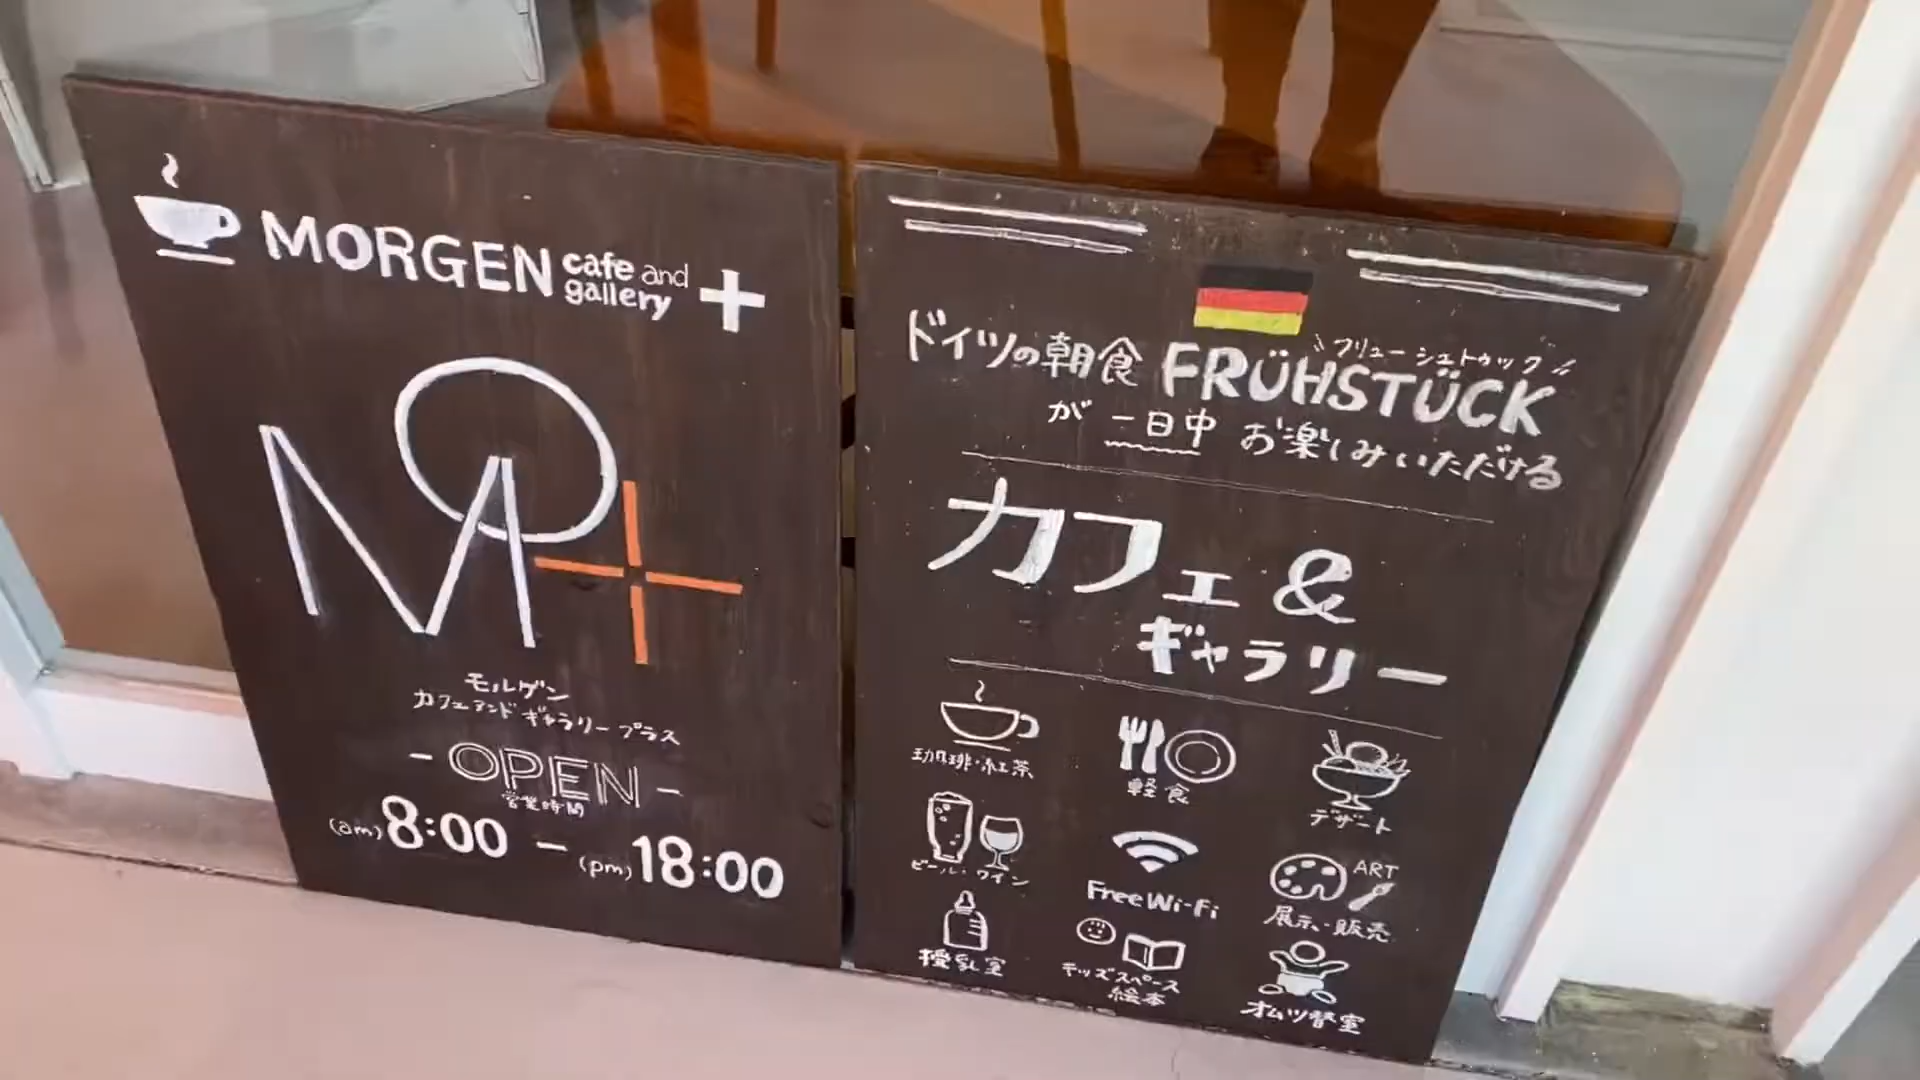 MORGEN cafe and gallery +
MO+
モルゲン
カフェ アンド ギャラリー プラス
- OPEN -
営業時間
(am) 8:00 - (pm) 18:00
フリューシュトゥック
ドイツの朝食 FRÜHSTÜCK
が 一日中 お楽しみいただける
カフェ &
ギャラリー
珈琲・紅茶
軽食
デザート
ビール・ワイン
Free Wi-Fi
ART
展示・販売
授乳室
キッズスペース
絵本
オムツ替室